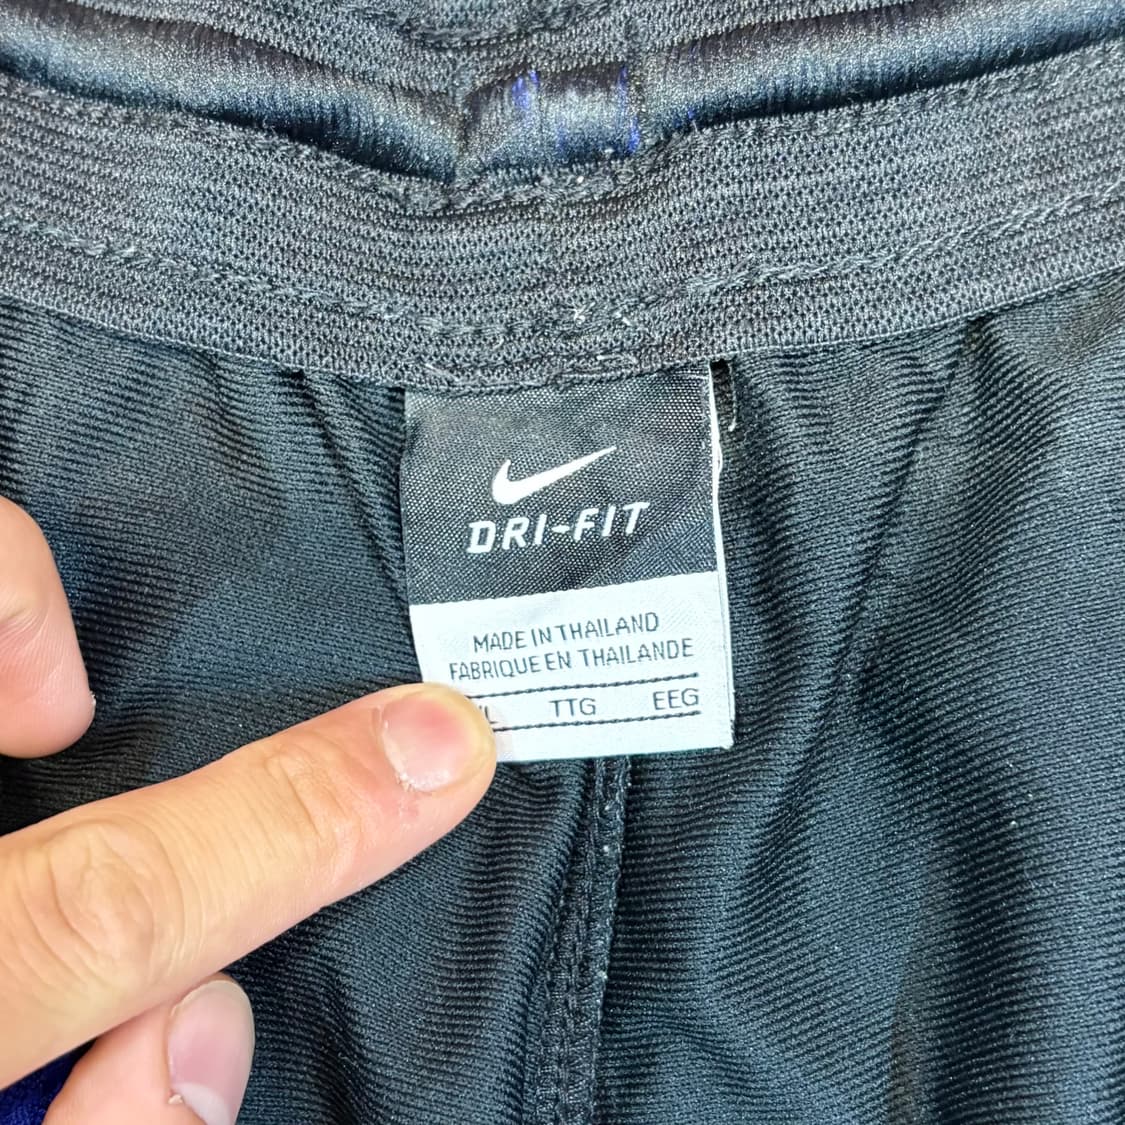 DRI-FIT
MADE IN THAILAND
FABRIQUE EN THAILANDE
TTG EEG